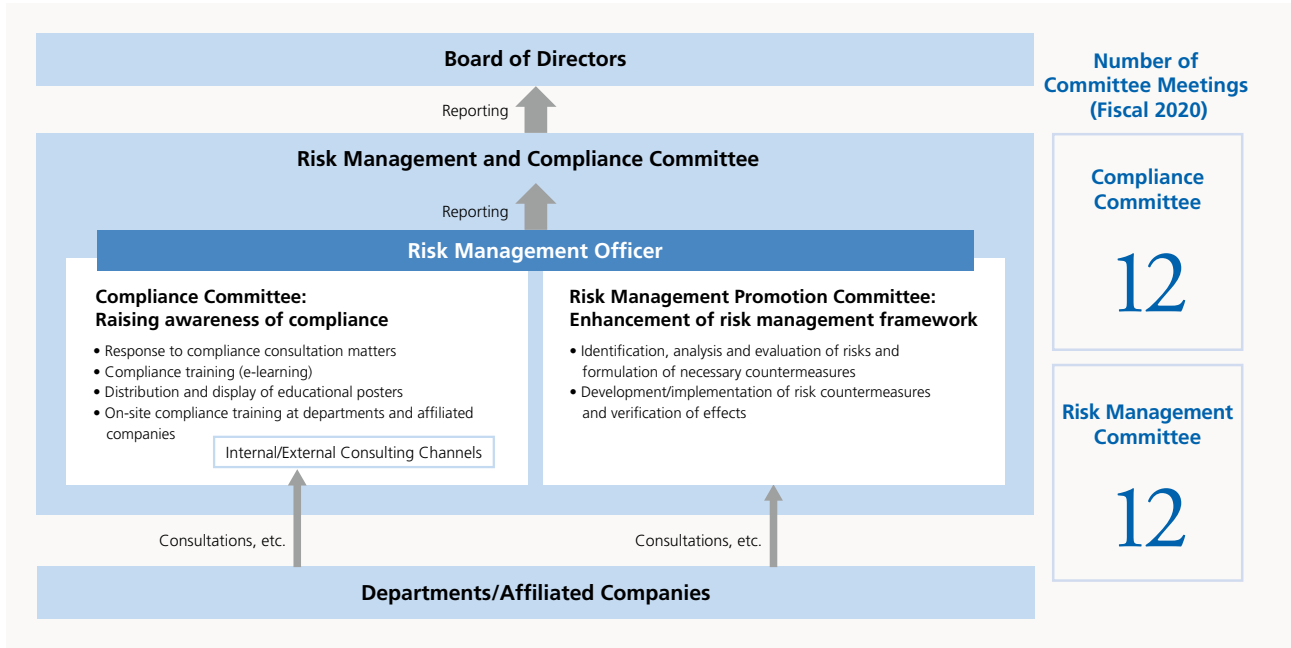 Board of Directors
Reporting
Risk Management and Compliance Committee
Reporting
Risk Management Officer
Compliance Committee:
Raising awareness of compliance
• Response to compliance consultation matters
• Compliance training (e-learning)
• Distribution and display of educational posters
• On-site compliance training at departments and affiliated
companies
Internal/External Consulting Channels
Risk Management Promotion Committee:
Enhancement of risk management framework
• Identification, analysis and evaluation of risks and
formulation of necessary countermeasures
• Development/implementation of risk countermeasures
and verification of effects
Consultations, etc.
Consultations, etc.
Departments/Affiliated Companies
Number of
Committee Meetings
(Fiscal 2020)
Compliance
Committee
12
Risk Management
Committee
12